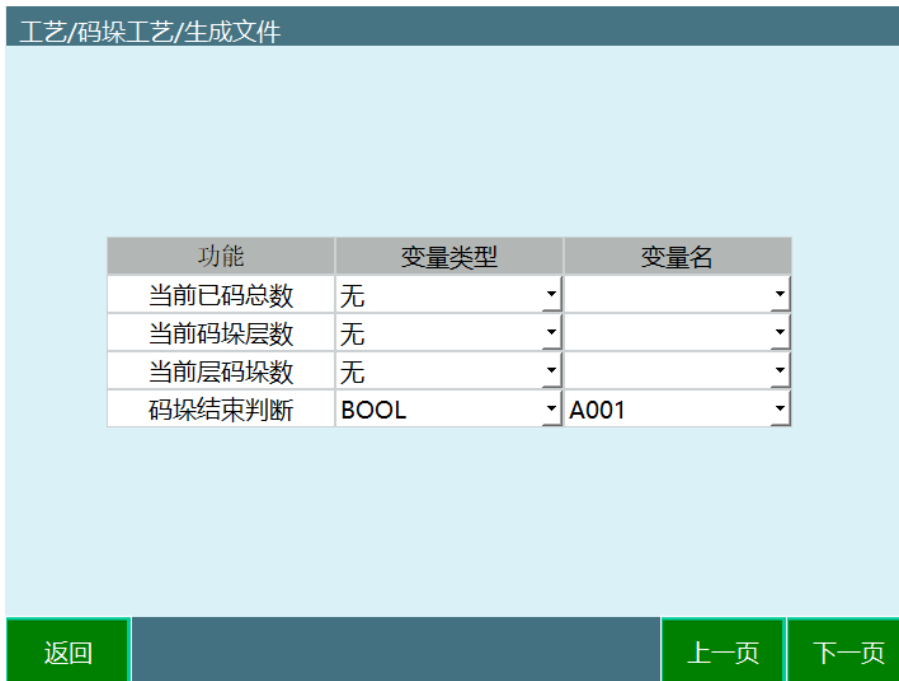 工艺/码垛工艺/生成文件
功能 变量类型 变量名
当前已码总数 无
当前码垛层数 无
当前层码垛数 无
码垛结束判断 BOOL A001
返回 上一页 下一页